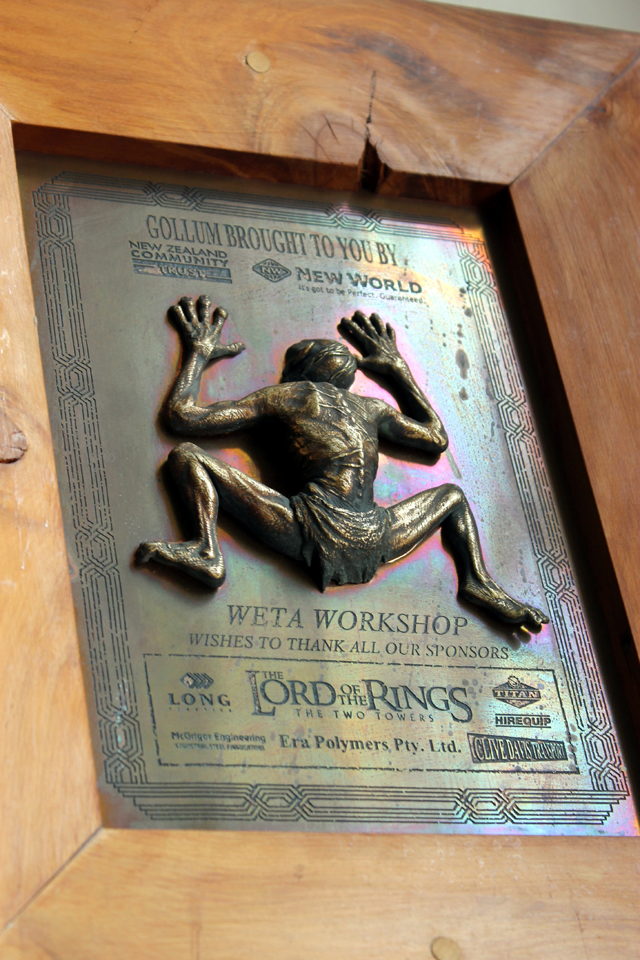 GOLLUM BROUGHT TO YOU BY
NEW ZEALAND
COMMUNITY
TRUST
NW
NEW WORLD
It's got to be Perfect. Guaranteed.
WETA WORKSHOP
WISHES TO THANK ALL OUR SPONSORS
LONG
THE
LORD OF THE RINGS
THE TWO TOWERS
TITAN
HIREQUIP
McGrigor Engineering
Era Polymers Pty. Ltd.